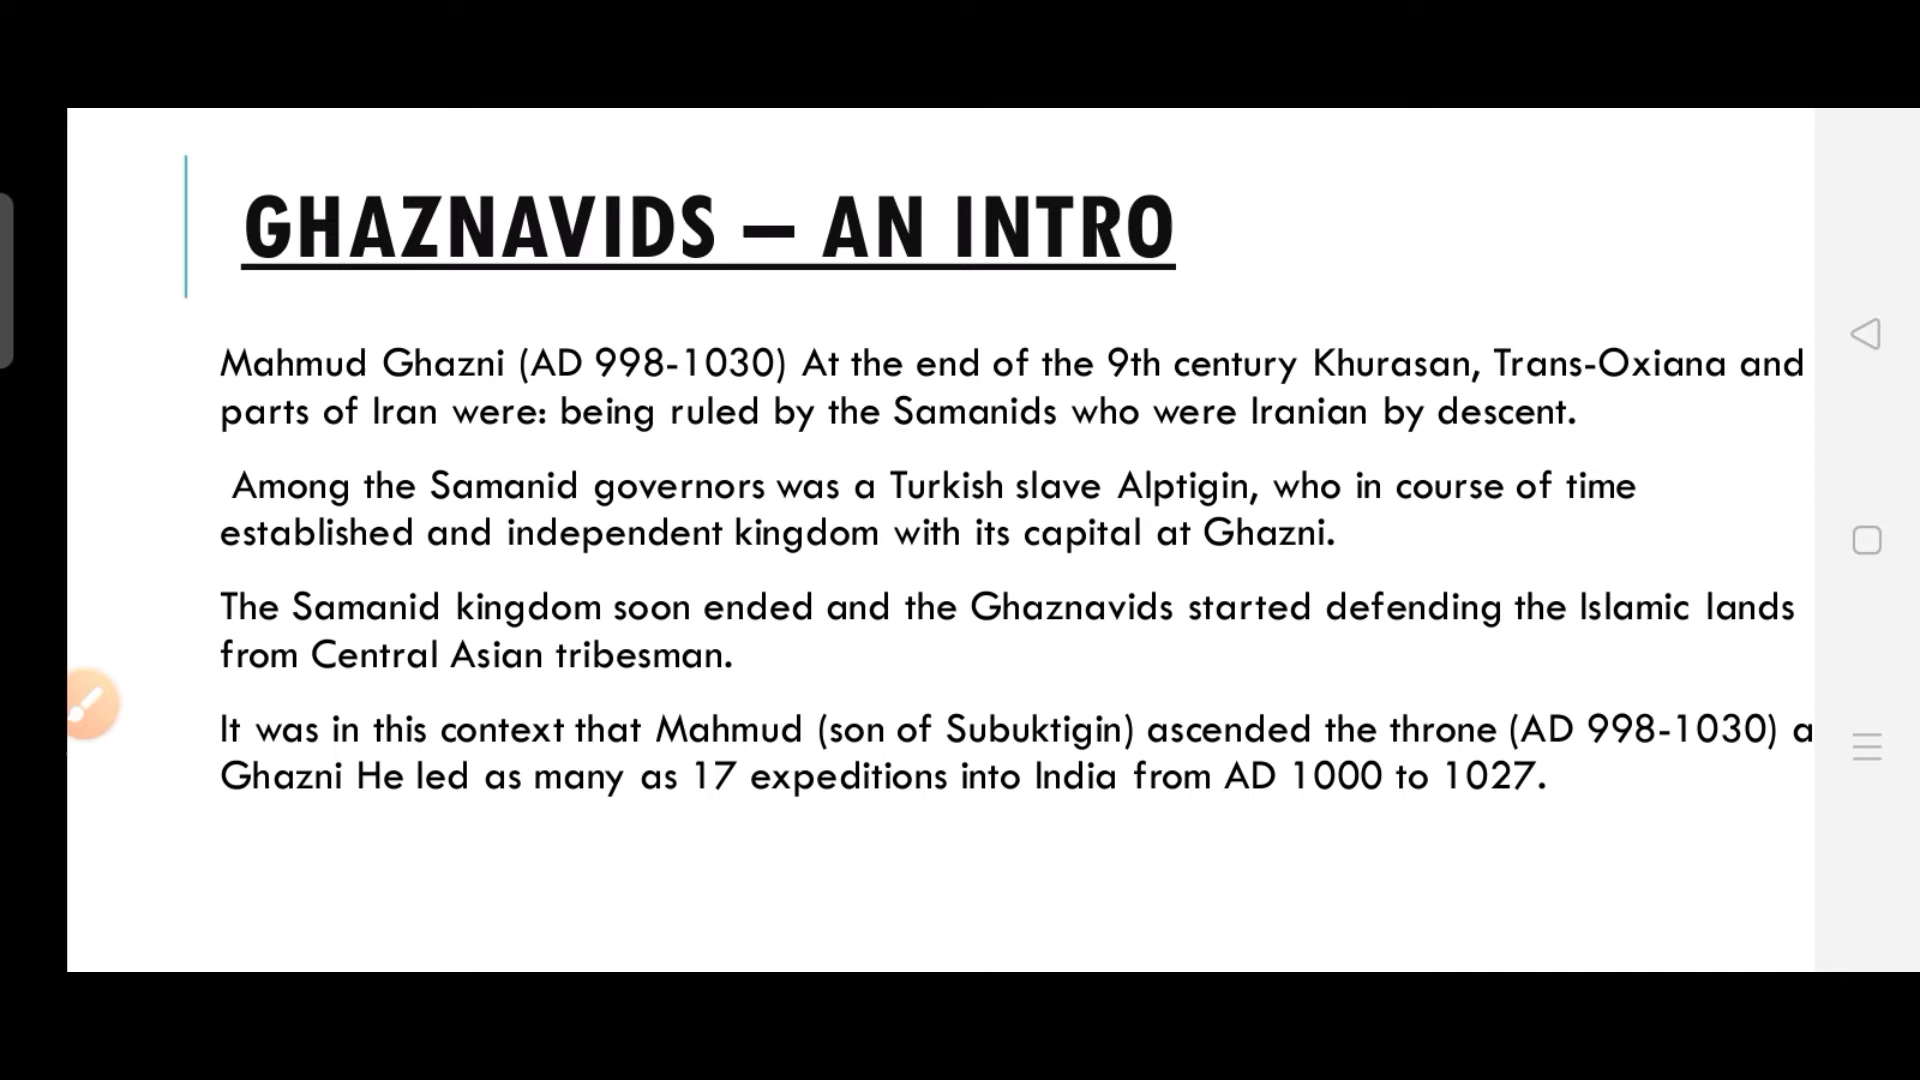 GHAZNAVIDS – AN INTRO
Mahmud Ghazni (AD 998-1030) At the end of the 9th century Khurasan, Trans-Oxiana and
parts of Iran were: being ruled by the Samanids who were Iranian by descent.
Among the Samanid governors was a Turkish slave Alptigin, who in course of time
established and independent kingdom with its capital at Ghazni.
The Samanid kingdom soon ended and the Ghaznavids started defending the Islamic lands
from Central Asian tribesman.
It was in this context that Mahmud (son of Subuktigin) ascended the throne (AD 998-1030) a
Ghazni He led as many as 17 expeditions into India from AD 1000 to 1027.